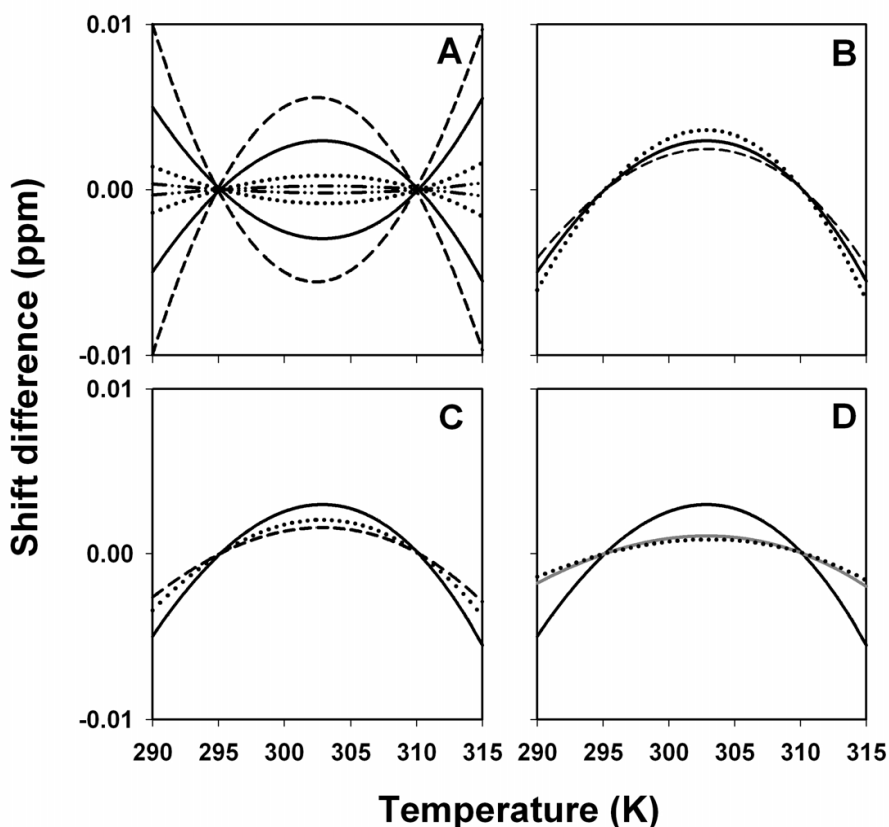 0.01
A
B
0.00
-0.01
0.01
C
D
0.00
-0.01
290 295 300 305 310 315 290 295 300 305 310 315
Shift difference (ppm)
Temperature (K)